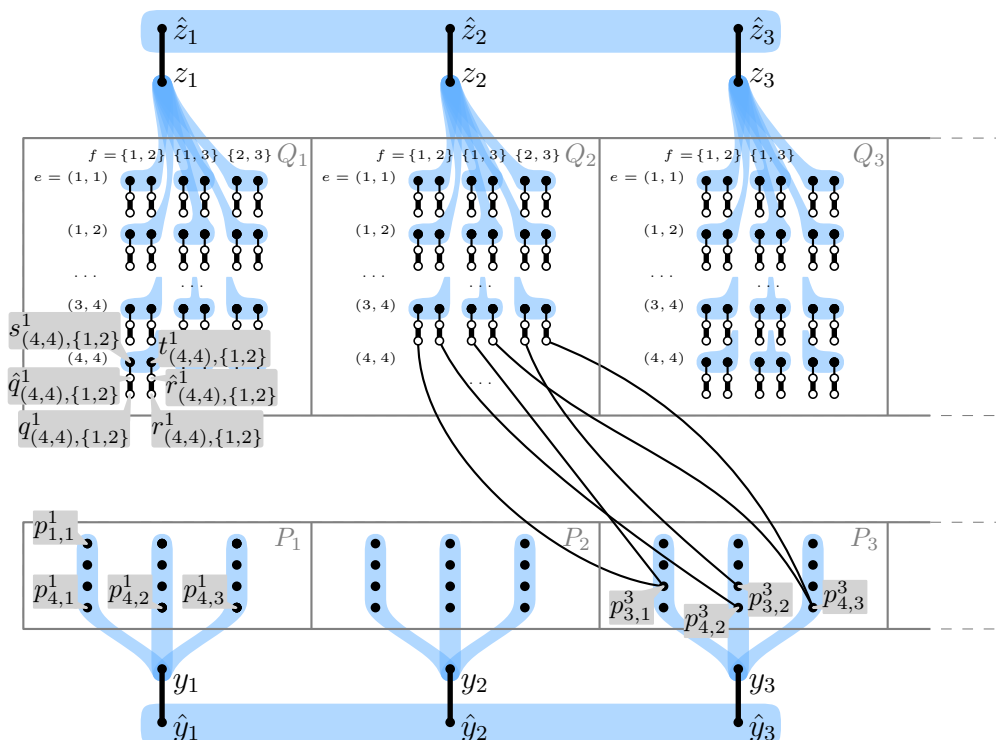 ẑ₁ ẑ₂ ẑ₃
z₁ z₂ z₃
Q₁ Q₂ Q₃
f = {1, 2} {1, 3} {2, 3} f = {1, 2} {1, 3} {2, 3} f = {1, 2} {1, 3}
e = (1, 1) e = (1, 1) e = (1, 1)
(1, 2) (1, 2) (1, 2)
... ... ...
... ... ...
(3, 4) (3, 4) (3, 4)
s¹₍₄,₄₎,{₁,₂} t¹₍₄,₄₎,{₁,₂}
(4, 4) (4, 4) (4, 4)
q̂¹₍₄,₄₎,{₁,₂} r̂¹₍₄,₄₎,{₁,₂}
...
q¹₍₄,₄₎,{₁,₂} r¹₍₄,₄₎,{₁,₂}
P₁ P₂ P₃
p¹₁,₁
p¹₄,₁ p¹₄,₂ p¹₄,₃
p³₃,₁ p³₄,₂ p³₃,₂ p³₄,₃
y₁ y₂ y₃
ŷ₁ ŷ₂ ŷ₃